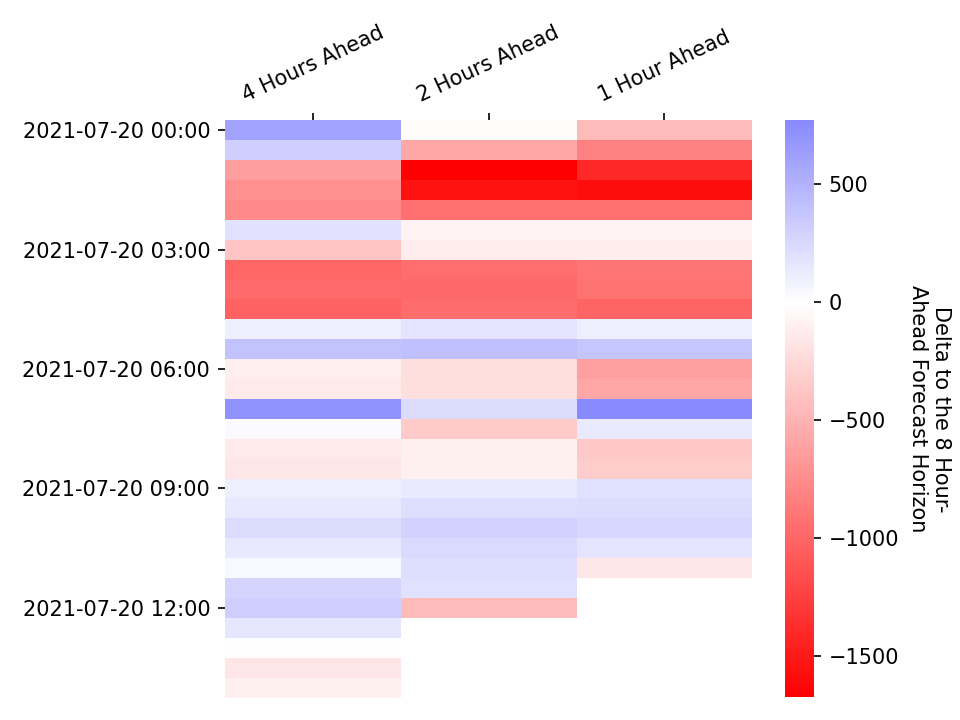 4 Hours Ahead
2 Hours Ahead
1 Hour Ahead
2021-07-20 00:00
2021-07-20 03:00
2021-07-20 06:00
2021-07-20 09:00
2021-07-20 12:00
500
0
−500
−1000
−1500
Delta to the 8 Hour-
Ahead Forecast Horizon